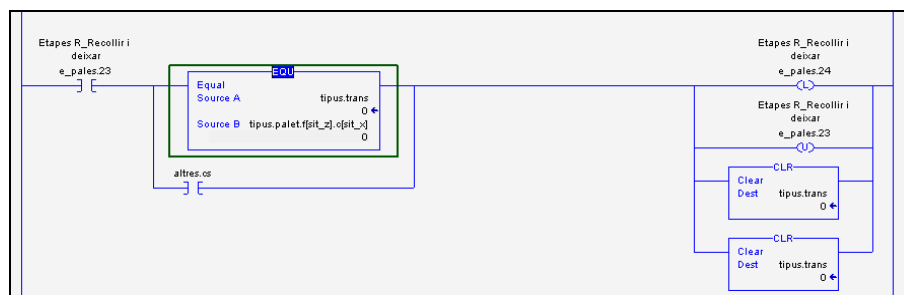 Etapes R_Recollir i
deixar
e_pales.23
EQU
Equal
Source A tipus.trans
0
Source B tipus.palet.f[sit_z].c[sit_x]
0
altres.cs
Etapes R_Recollir i
deixar
e_pales.24
L
Etapes R_Recollir i
deixar
e_pales.23
U
CLR
Clear
Dest tipus.trans
0
CLR
Clear
Dest tipus.trans
0